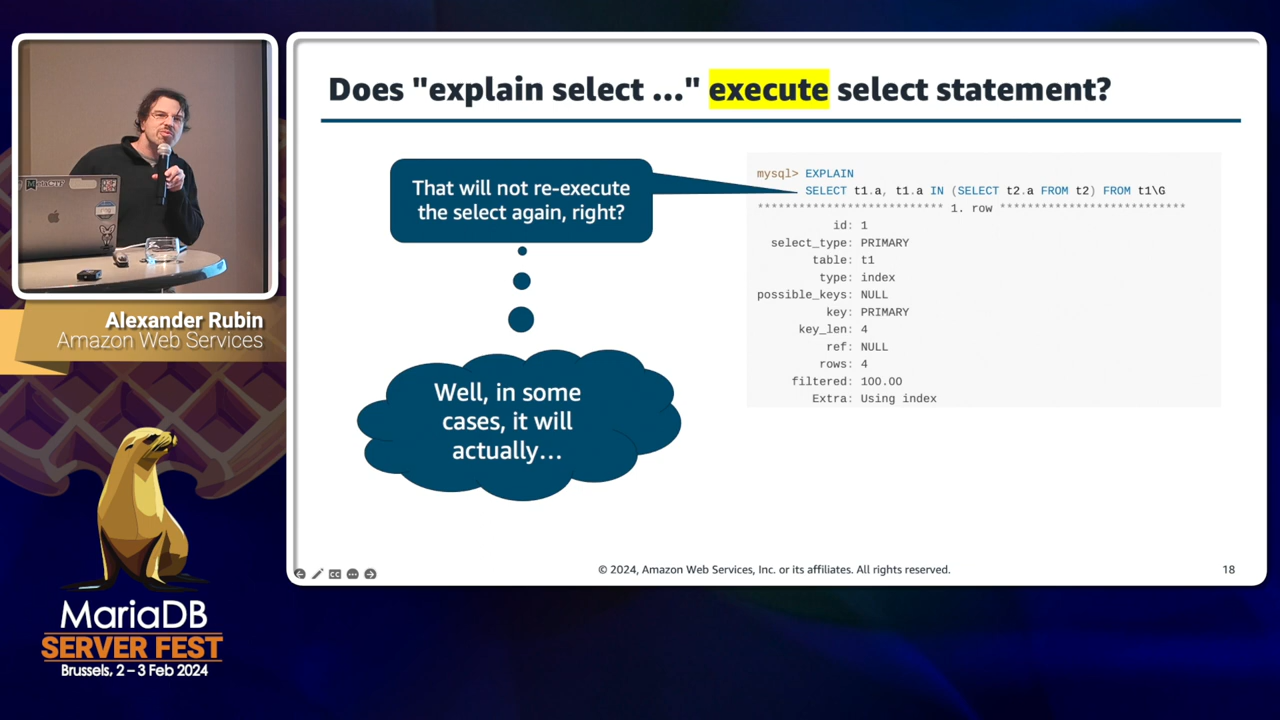 Does "explain select ..." execute select statement?
That will not re-execute
the select again, right?
Well, in some
cases, it will
actually...
mysql> EXPLAIN
SELECT t1.a, t1.a IN (SELECT t2.a FROM t2) FROM t1\G
*************************** 1. row ***************************
id: 1
select_type: PRIMARY
table: t1
type: index
possible_keys: NULL
key: PRIMARY
key_len: 4
ref: NULL
rows: 4
filtered: 100.00
Extra: Using index
© 2024, Amazon Web Services, Inc. or its affiliates. All rights reserved.
18
Alexander Rubin
Amazon Web Services
MariaDB
SERVER FEST
Brussels, 2 – 3 Feb 2024